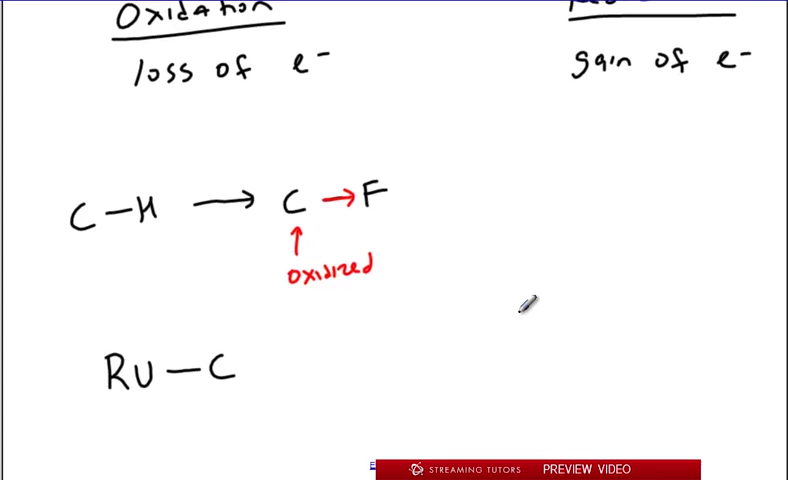 Oxidation
loss of e-
gain of e-
C-H → C → F
oxidized
Ru-C
STREAMING TUTORS PREVIEW VIDEO